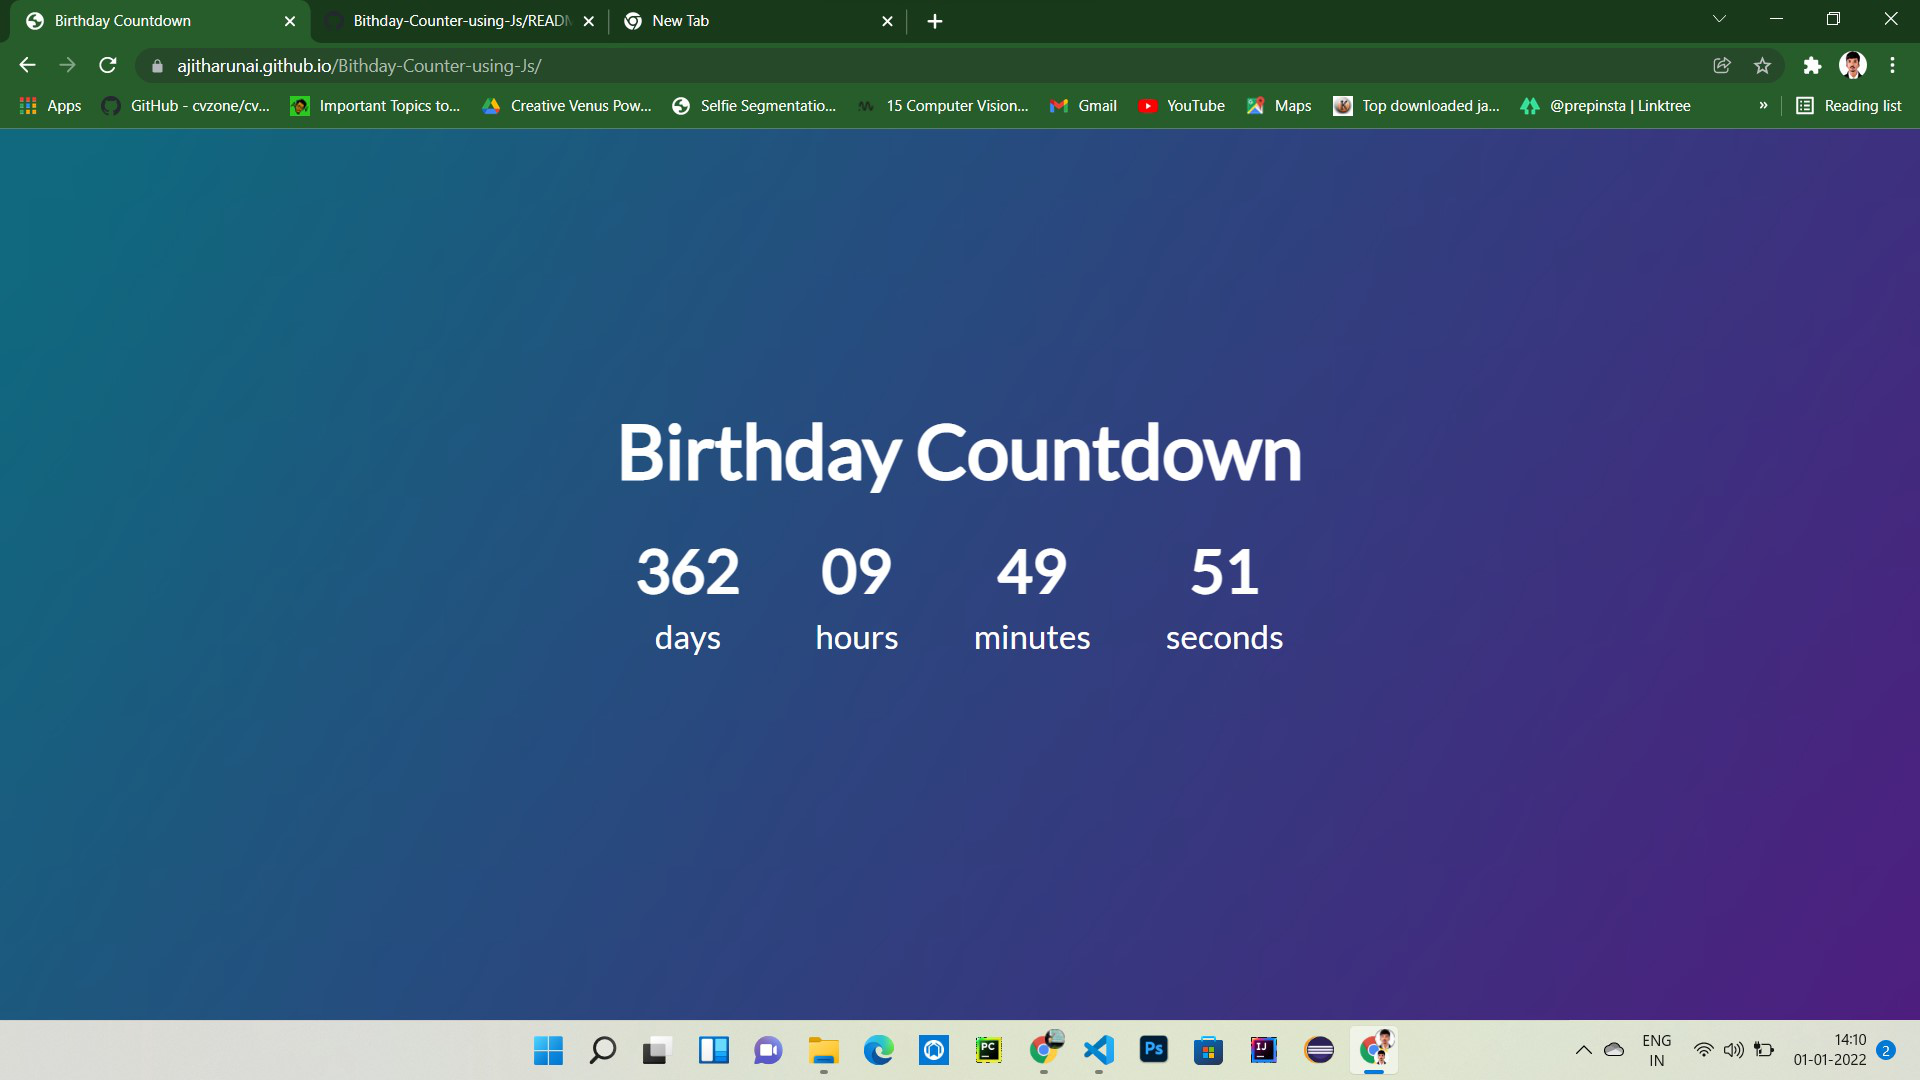 Birthday Countdown
Bithday-Counter-using-Js/READM
New Tab
ajitharunai.github.io/Bithday-Counter-using-Js/
Apps
GitHub - cvzone/cv...
Important Topics to...
Creative Venus Pow...
Selfie Segmentatio...
15 Computer Vision...
Gmail
YouTube
Maps
Top downloaded ja...
@prepinsta | Linktree
»
Reading list
Birthday Countdown
362 09 49 51
days hours minutes seconds
PC
Ps
IJ
ENG
IN
14:10
01-01-2022
2